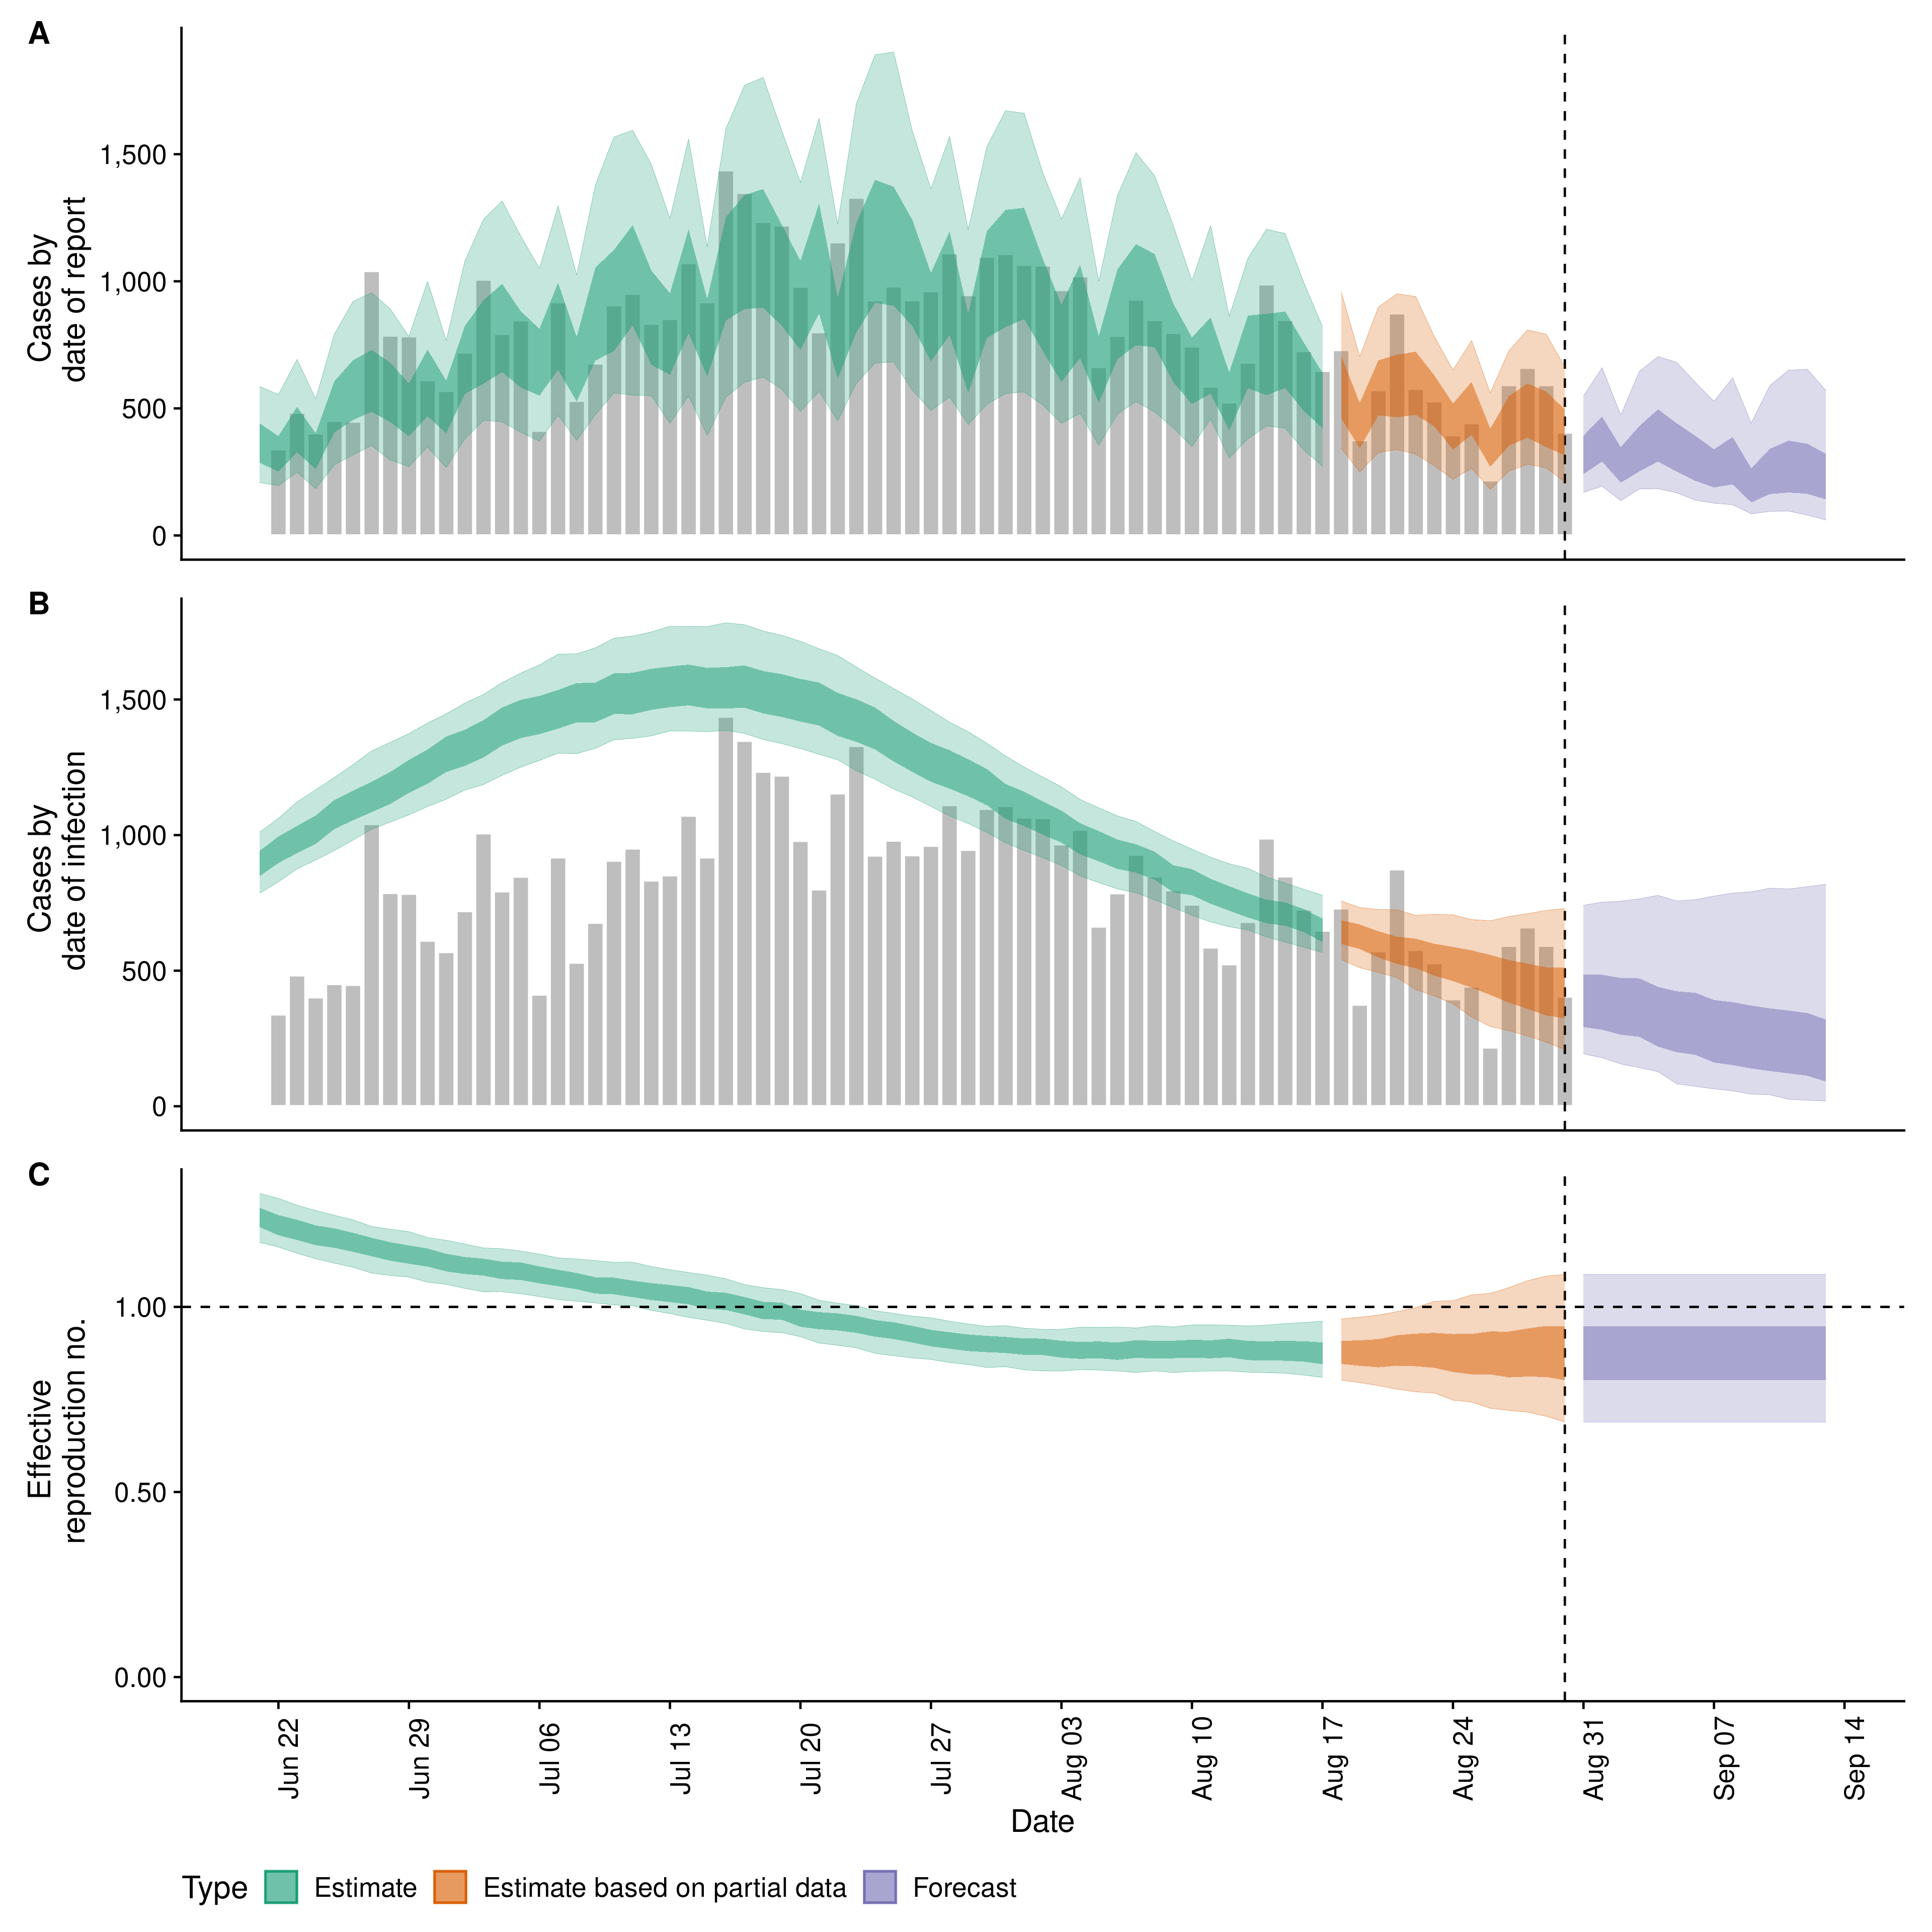 A
Cases by
date of report
1,500
1,000
500
0
B
Cases by
date of infection
1,500
1,000
500
0
C
Effective
reproduction no.
1.00
0.50
0.00
Jun 22
Jun 29
Jul 06
Jul 13
Jul 20
Jul 27
Aug 03
Aug 10
Aug 17
Aug 24
Aug 31
Sep 07
Sep 14
Date
Type Estimate Estimate based on partial data Forecast